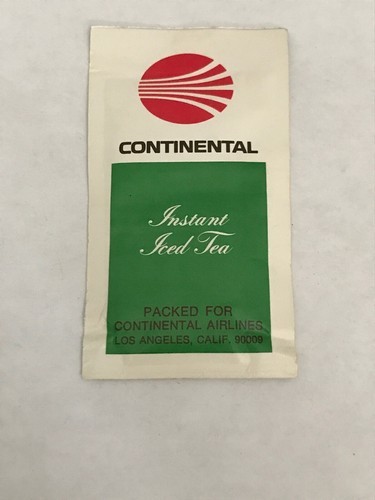 CONTINENTAL
Instant
Iced Tea
PACKED FOR
CONTINENTAL AIRLINES
LOS ANGELES, CALIF. 90009